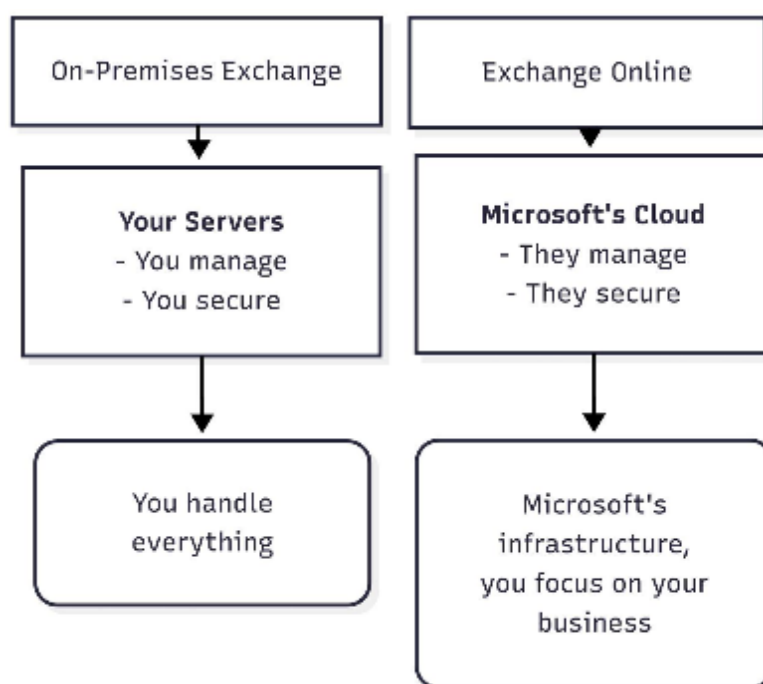 On-Premises Exchange
Your Servers
- You manage
- You secure
You handle
everything
Exchange Online
Microsoft's Cloud
- They manage
- They secure
Microsoft's
infrastructure,
you focus on your
business